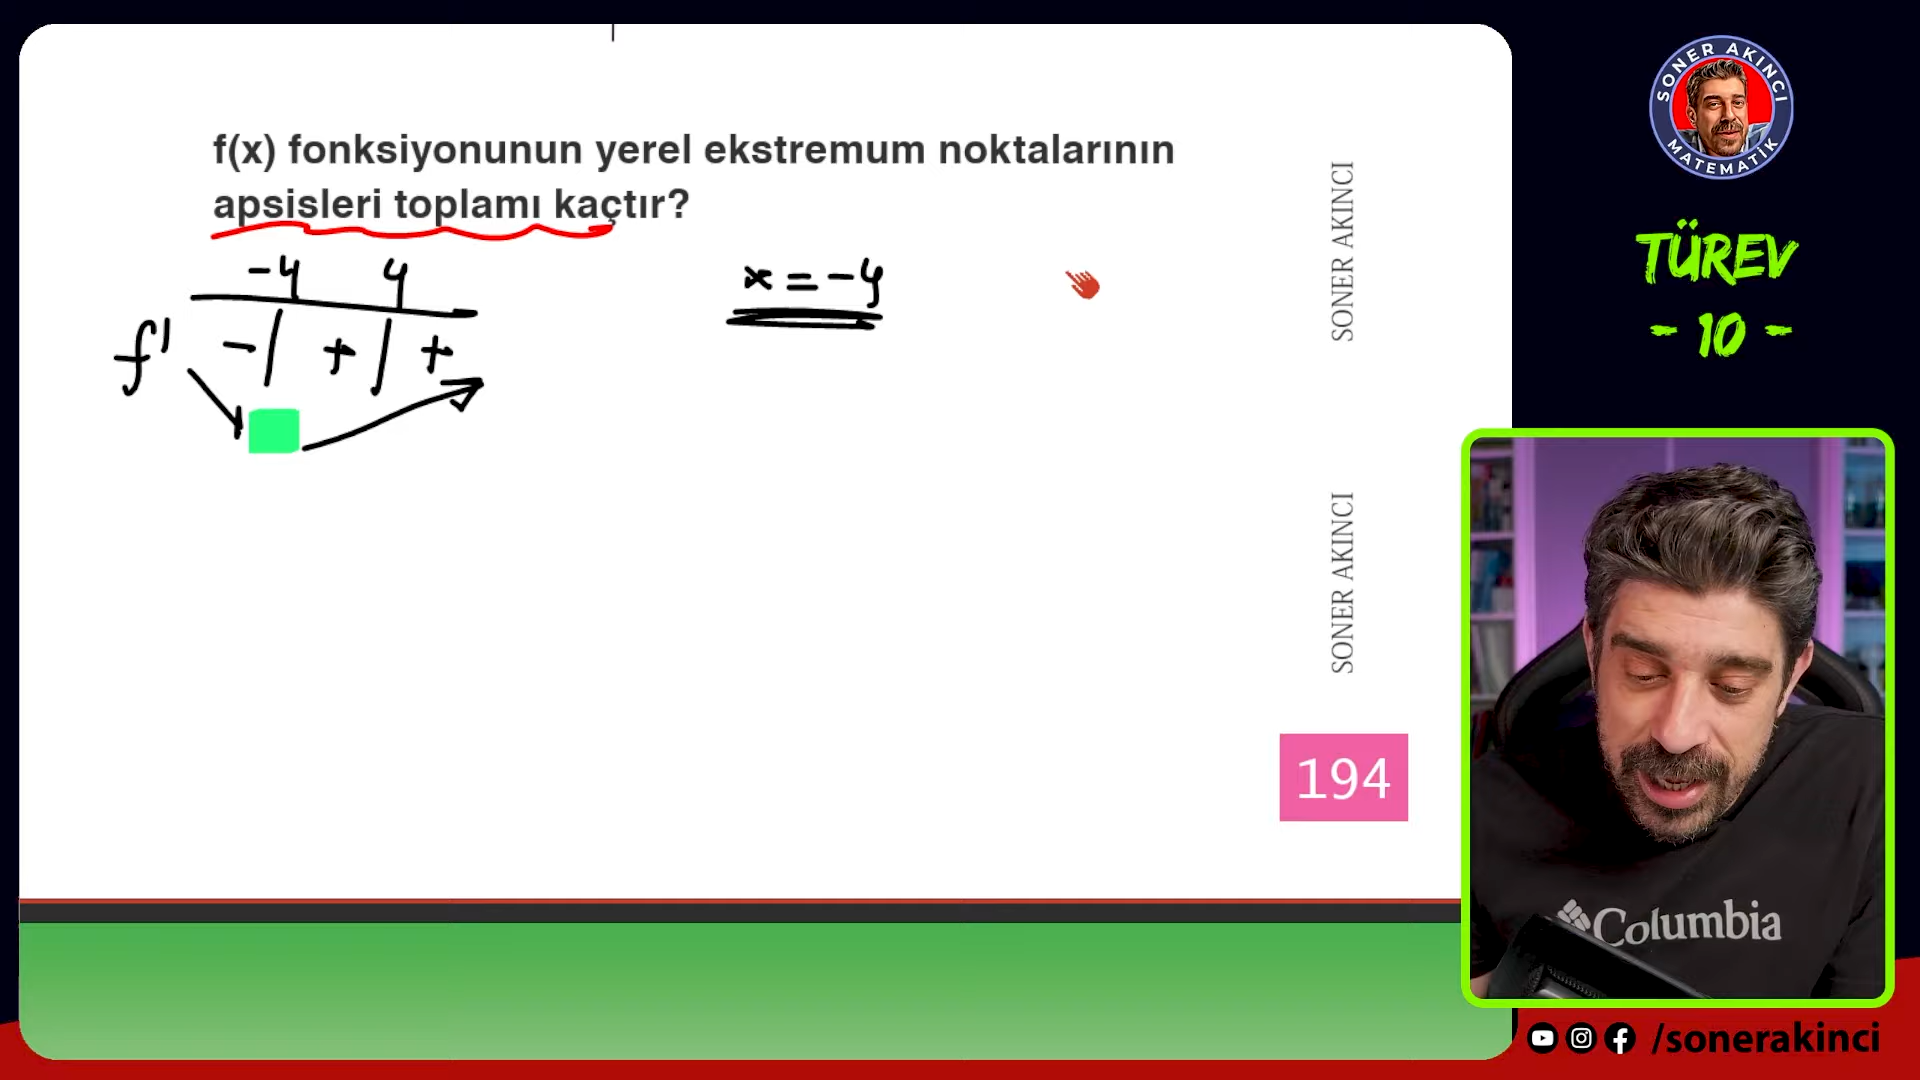 f(x) fonksiyonunun yerel ekstremum noktalarının
apsisleri toplamı kaçtır?
-4 4
f' - + +
x = -4
SONER AKINCI
SONER AKINCI
194
SONER AKINCI
MATEMATİK
TÜREV
- 10 -
Columbia
/sonerakinci